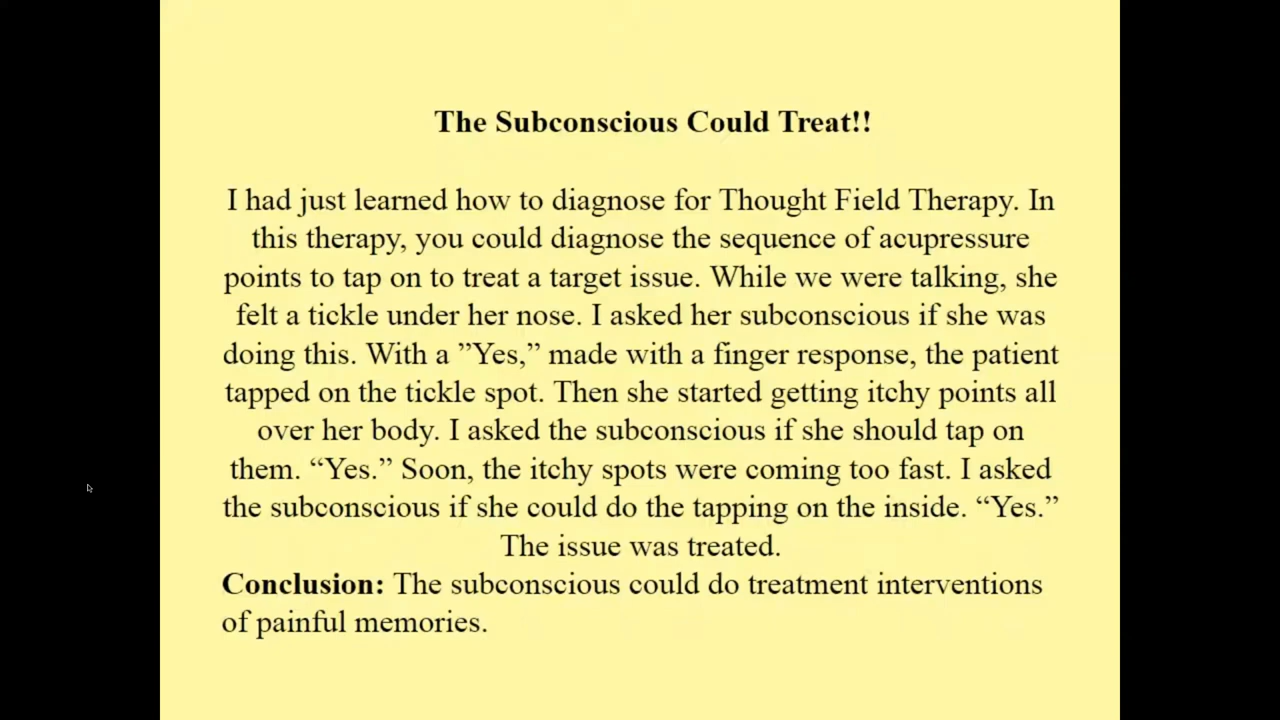 The Subconscious Could Treat!!
I had just learned how to diagnose for Thought Field Therapy. In
this therapy, you could diagnose the sequence of acupressure
points to tap on to treat a target issue. While we were talking, she
felt a tickle under her nose. I asked her subconscious if she was
doing this. With a ”Yes,” made with a finger response, the patient
tapped on the tickle spot. Then she started getting itchy points all
over her body. I asked the subconscious if she should tap on
them. “Yes.” Soon, the itchy spots were coming too fast. I asked
the subconscious if she could do the tapping on the inside. “Yes.”
The issue was treated.
Conclusion: The subconscious could do treatment interventions
of painful memories.